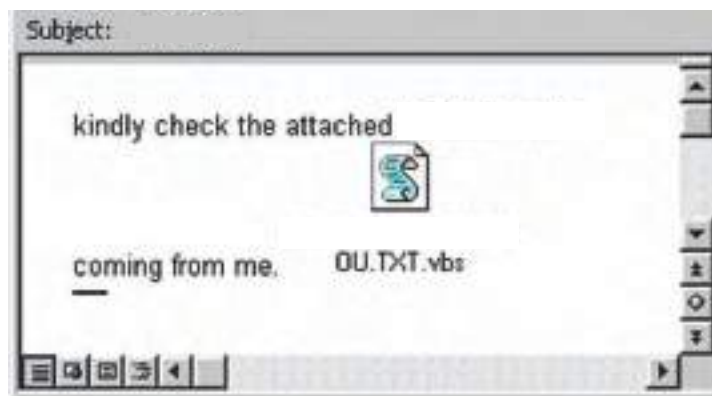 Subject:
kindly check the attached
coming from me.
OU.TXT.vbs